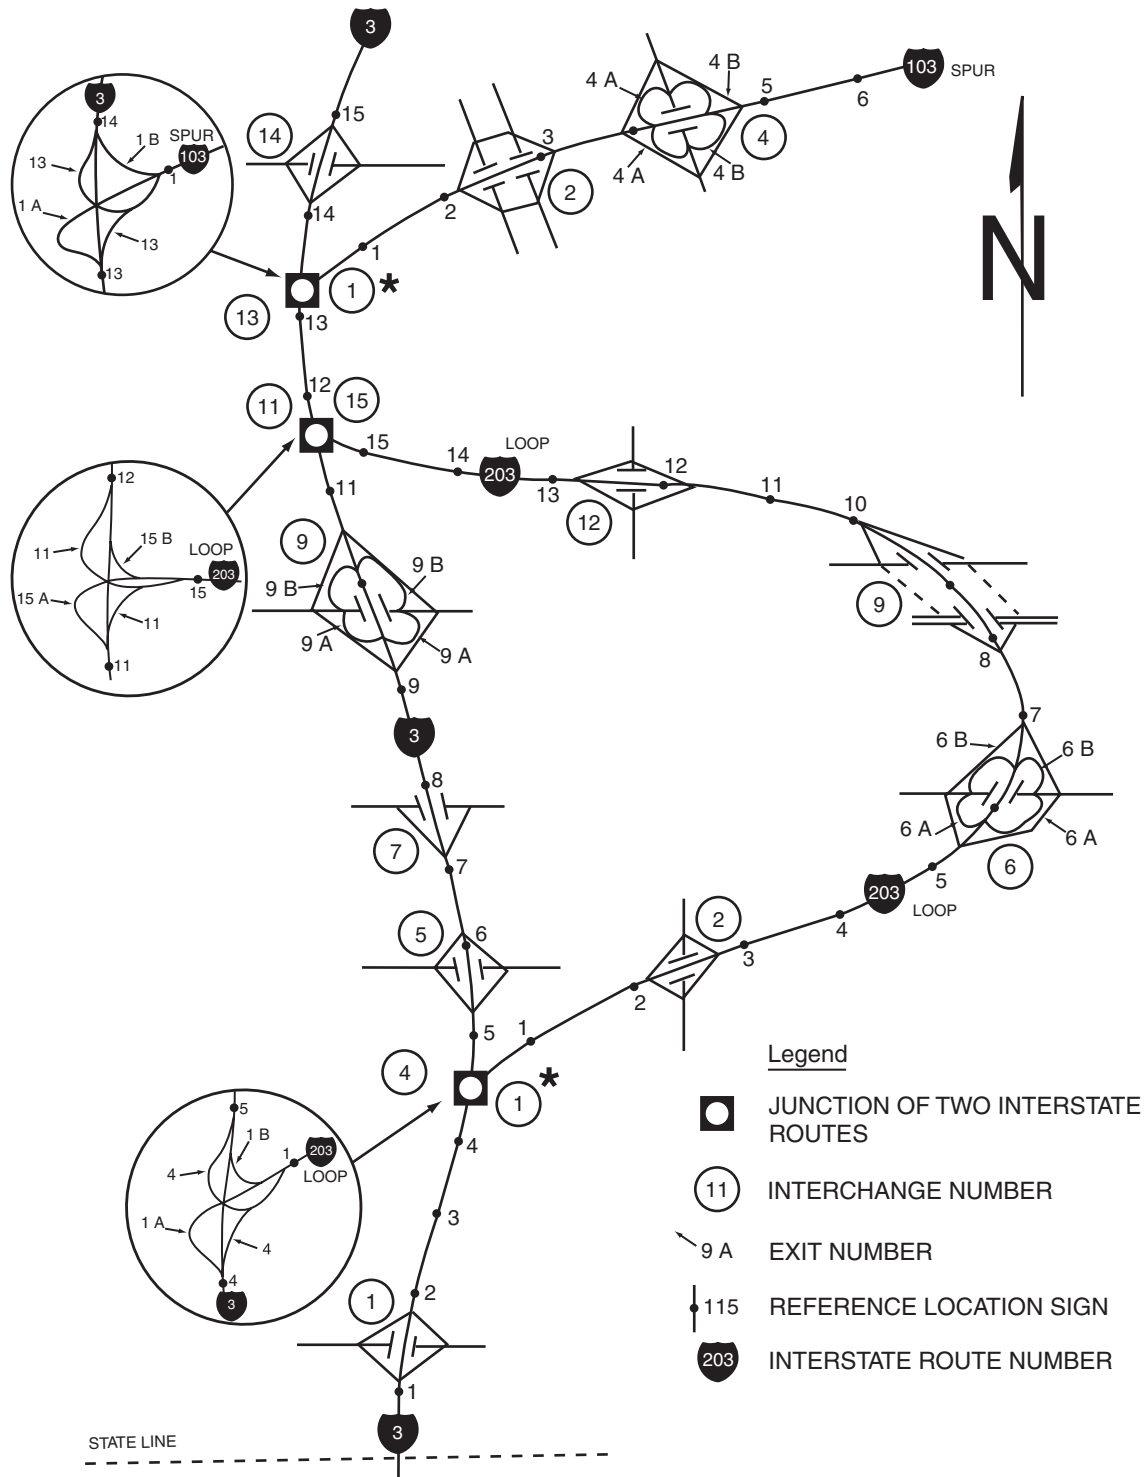 3
15
14
14
3
14
1 B
SPUR
103
1
13
1 A
13
13
4 A
4 B
5
6
103 SPUR
4
4 A
4 B
3
2
2
1
1 *
13
13
12
11
15
15
14
LOOP
203
13
12
12
11
10
11
12
11
15 B
LOOP
203
15
15 A
11
11
9
9 B
9 B
9 A
9 A
9
3
8
9
8
7
6 B
6 B
6 A
6 A
6
5
203
LOOP
4
7
7
5
6
2
3
2
1
5
4
1 *
4
3
5
1 B
1
203
LOOP
4
1 A
4
4
3
1
2
1
3
STATE LINE
N
Legend
JUNCTION OF TWO INTERSTATE
ROUTES
11 INTERCHANGE NUMBER
9 A EXIT NUMBER
115 REFERENCE LOCATION SIGN
203 INTERSTATE ROUTE NUMBER